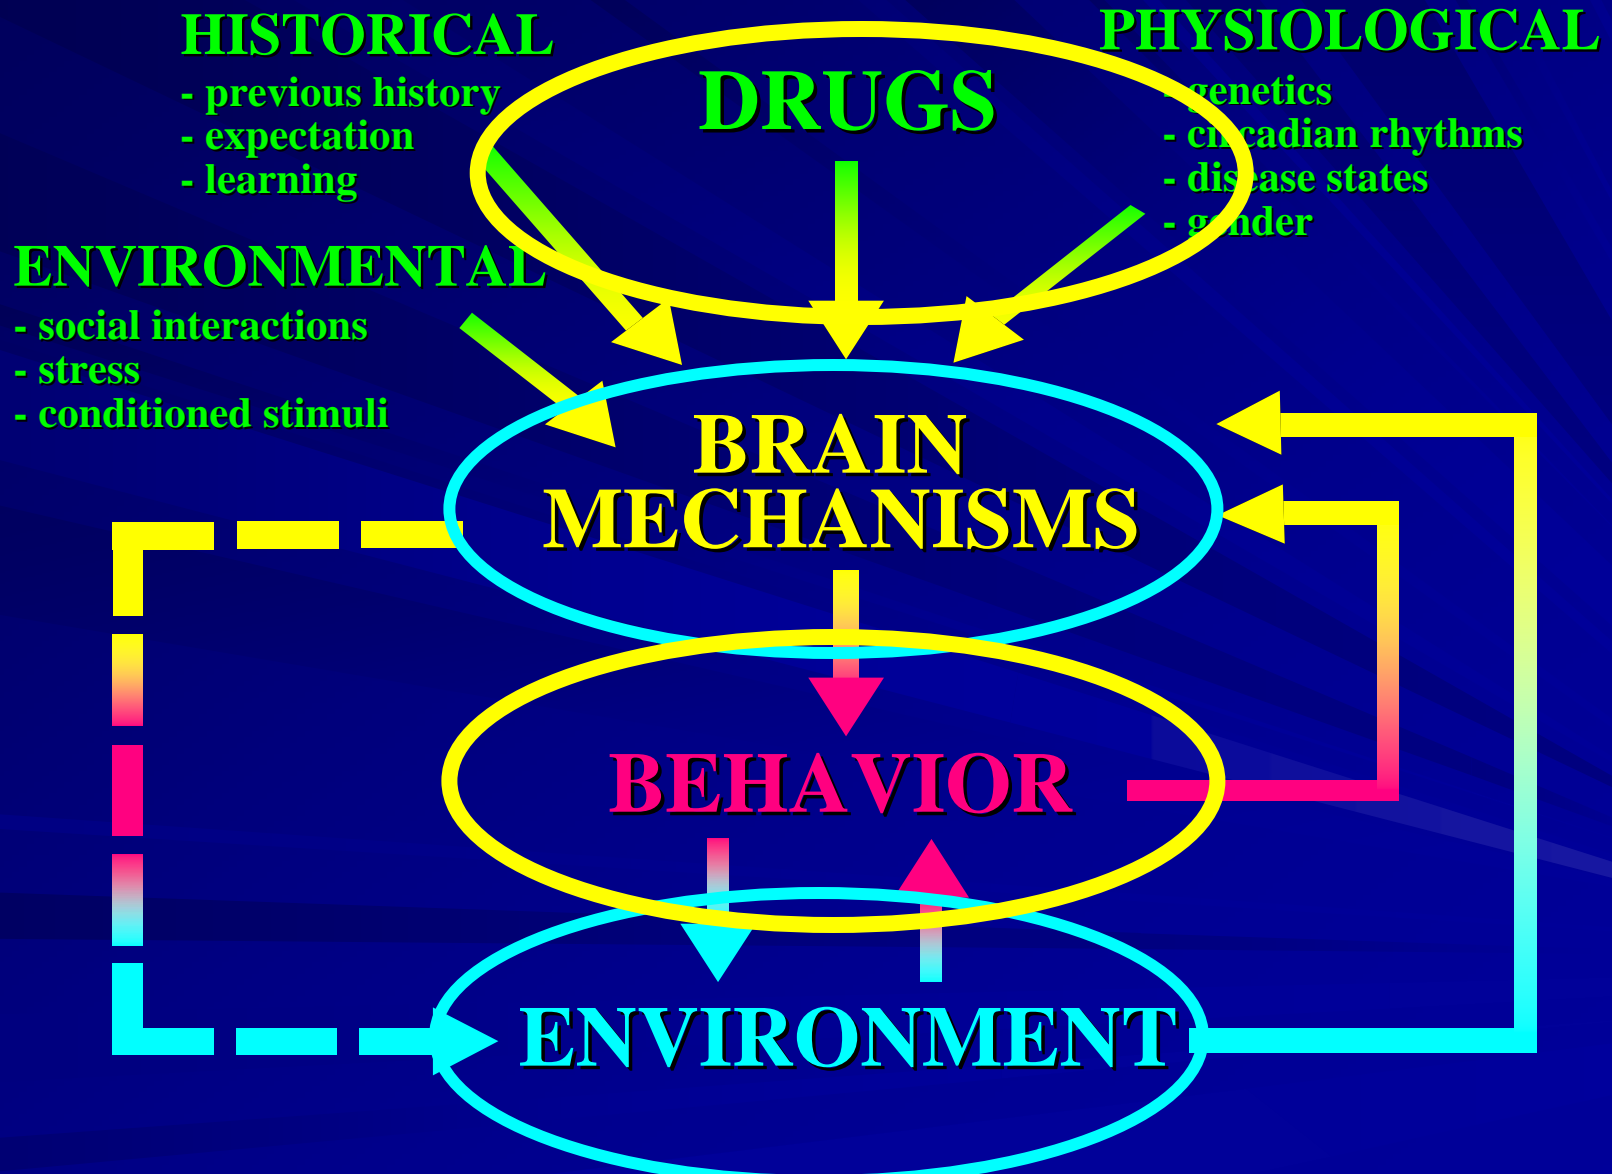 HISTORICAL
- previous history
- expectation
- learning
DRUGS
PHYSIOLOGICAL
- genetics
- circadian rhythms
- disease states
- gender
ENVIRONMENTAL
- social interactions
- stress
- conditioned stimuli
BRAIN
MECHANISMS
BEHAVIOR
ENVIRONMENT